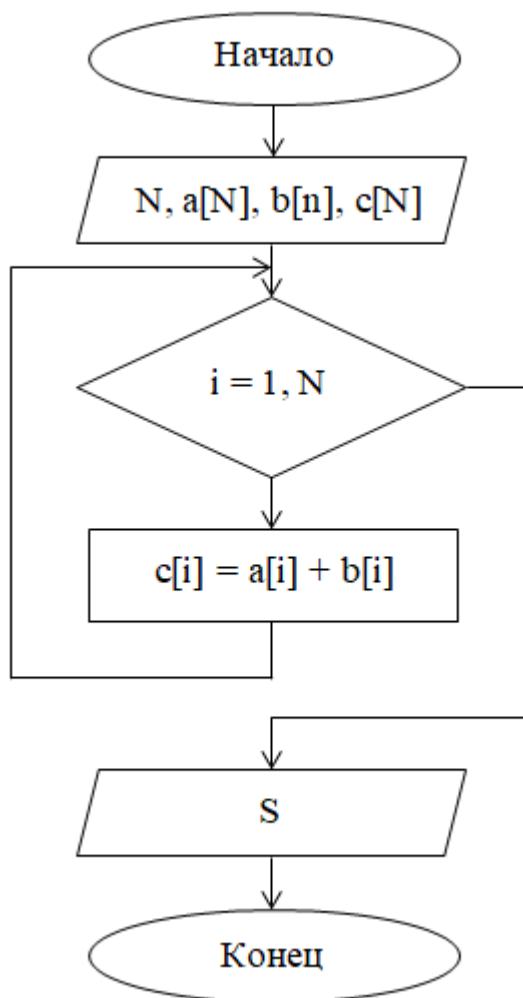 Начало
N, a[N], b[n], c[N]
i = 1, N
c[i] = a[i] + b[i]
S
Конец